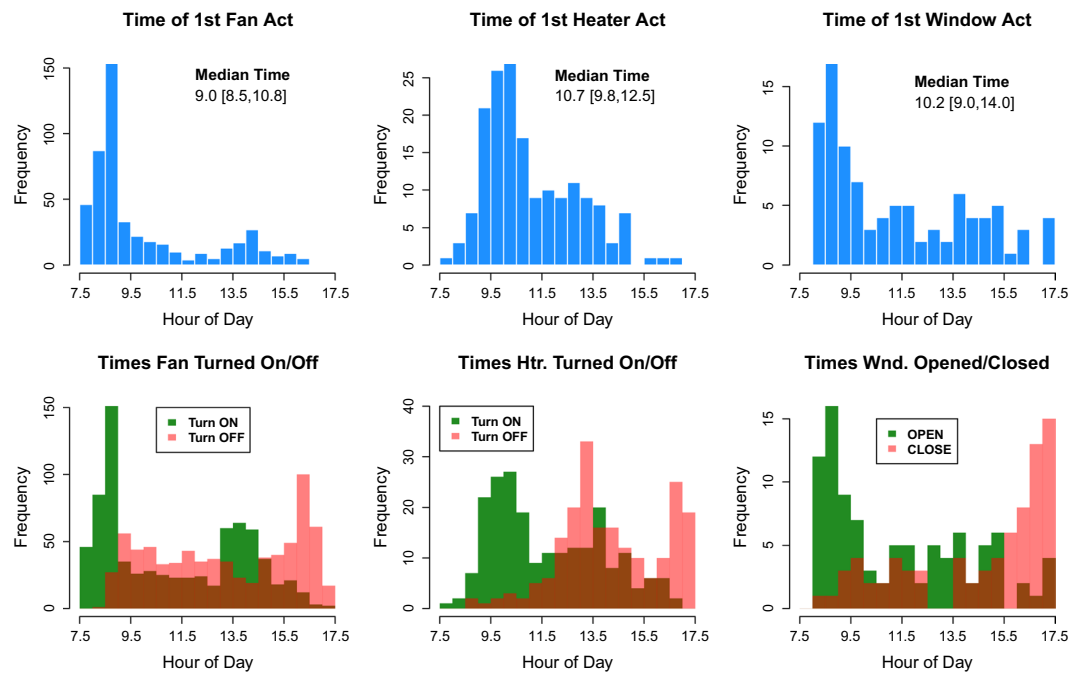 Time of 1st Fan Act
Frequency
0
50
100
150
Median Time
9.0 [8.5,10.8]
7.5 9.5 11.5 13.5 15.5 17.5
Hour of Day
Time of 1st Heater Act
Frequency
0
5
10
15
20
25
Median Time
10.7 [9.8,12.5]
7.5 9.5 11.5 13.5 15.5 17.5
Hour of Day
Time of 1st Window Act
Frequency
0
5
10
15
Median Time
10.2 [9.0,14.0]
7.5 9.5 11.5 13.5 15.5 17.5
Hour of Day
Times Fan Turned On/Off
Frequency
0
50
100
150
Turn ON
Turn OFF
7.5 9.5 11.5 13.5 15.5 17.5
Hour of Day
Times Htr. Turned On/Off
Frequency
0
10
20
30
40
Turn ON
Turn OFF
7.5 9.5 11.5 13.5 15.5 17.5
Hour of Day
Times Wnd. Opened/Closed
Frequency
0
5
10
15
OPEN
CLOSE
7.5 9.5 11.5 13.5 15.5 17.5
Hour of Day